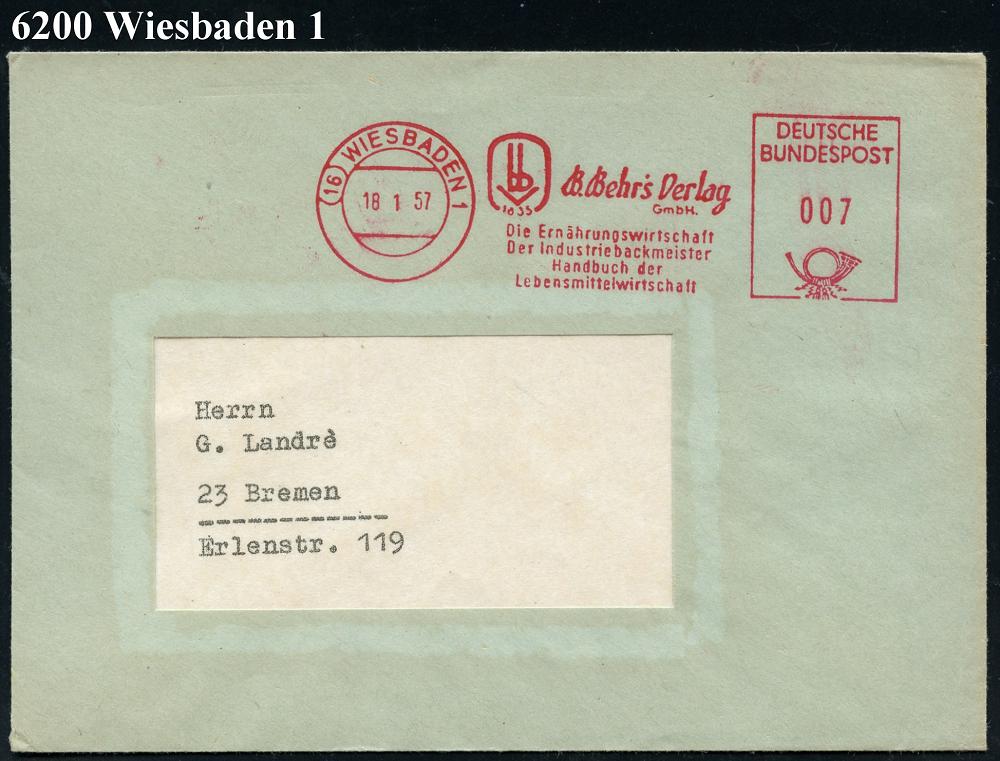 6200 Wiesbaden 1
(16) WIESBADEN 1
18 1 57
bb
1835
B. Behr's Verlag
GmbH.
Die Ernährungswirtschaft
Der Industriebackmeister
Handbuch der
Lebensmittelwirtschaft
DEUTSCHE
BUNDESPOST
007
Herrn
G. Landrè
23 Bremen
Erlenstr. 119